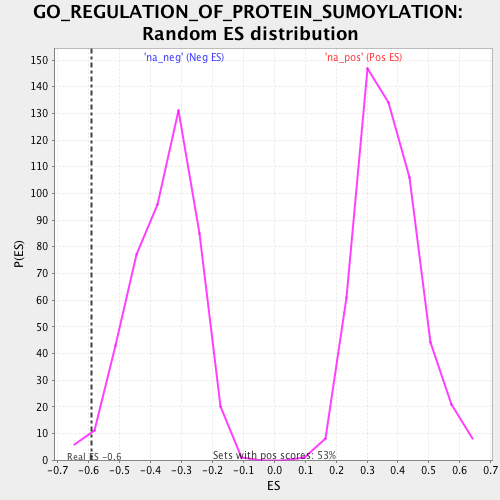 GO_REGULATION_OF_PROTEIN_SUMOYLATION:
Random ES distribution
'na_neg' (Neg ES) 'na_pos' (Pos ES)
150
140
130
120
110
100
90
80
70
60
50
40
30
20
10
0
P(ES)
Real ES -0.6 Sets with pos scores: 53%
-0.7 -0.6 -0.5 -0.4 -0.3 -0.2 -0.1 0.0 0.1 0.2 0.3 0.4 0.5 0.6 0.7
ES